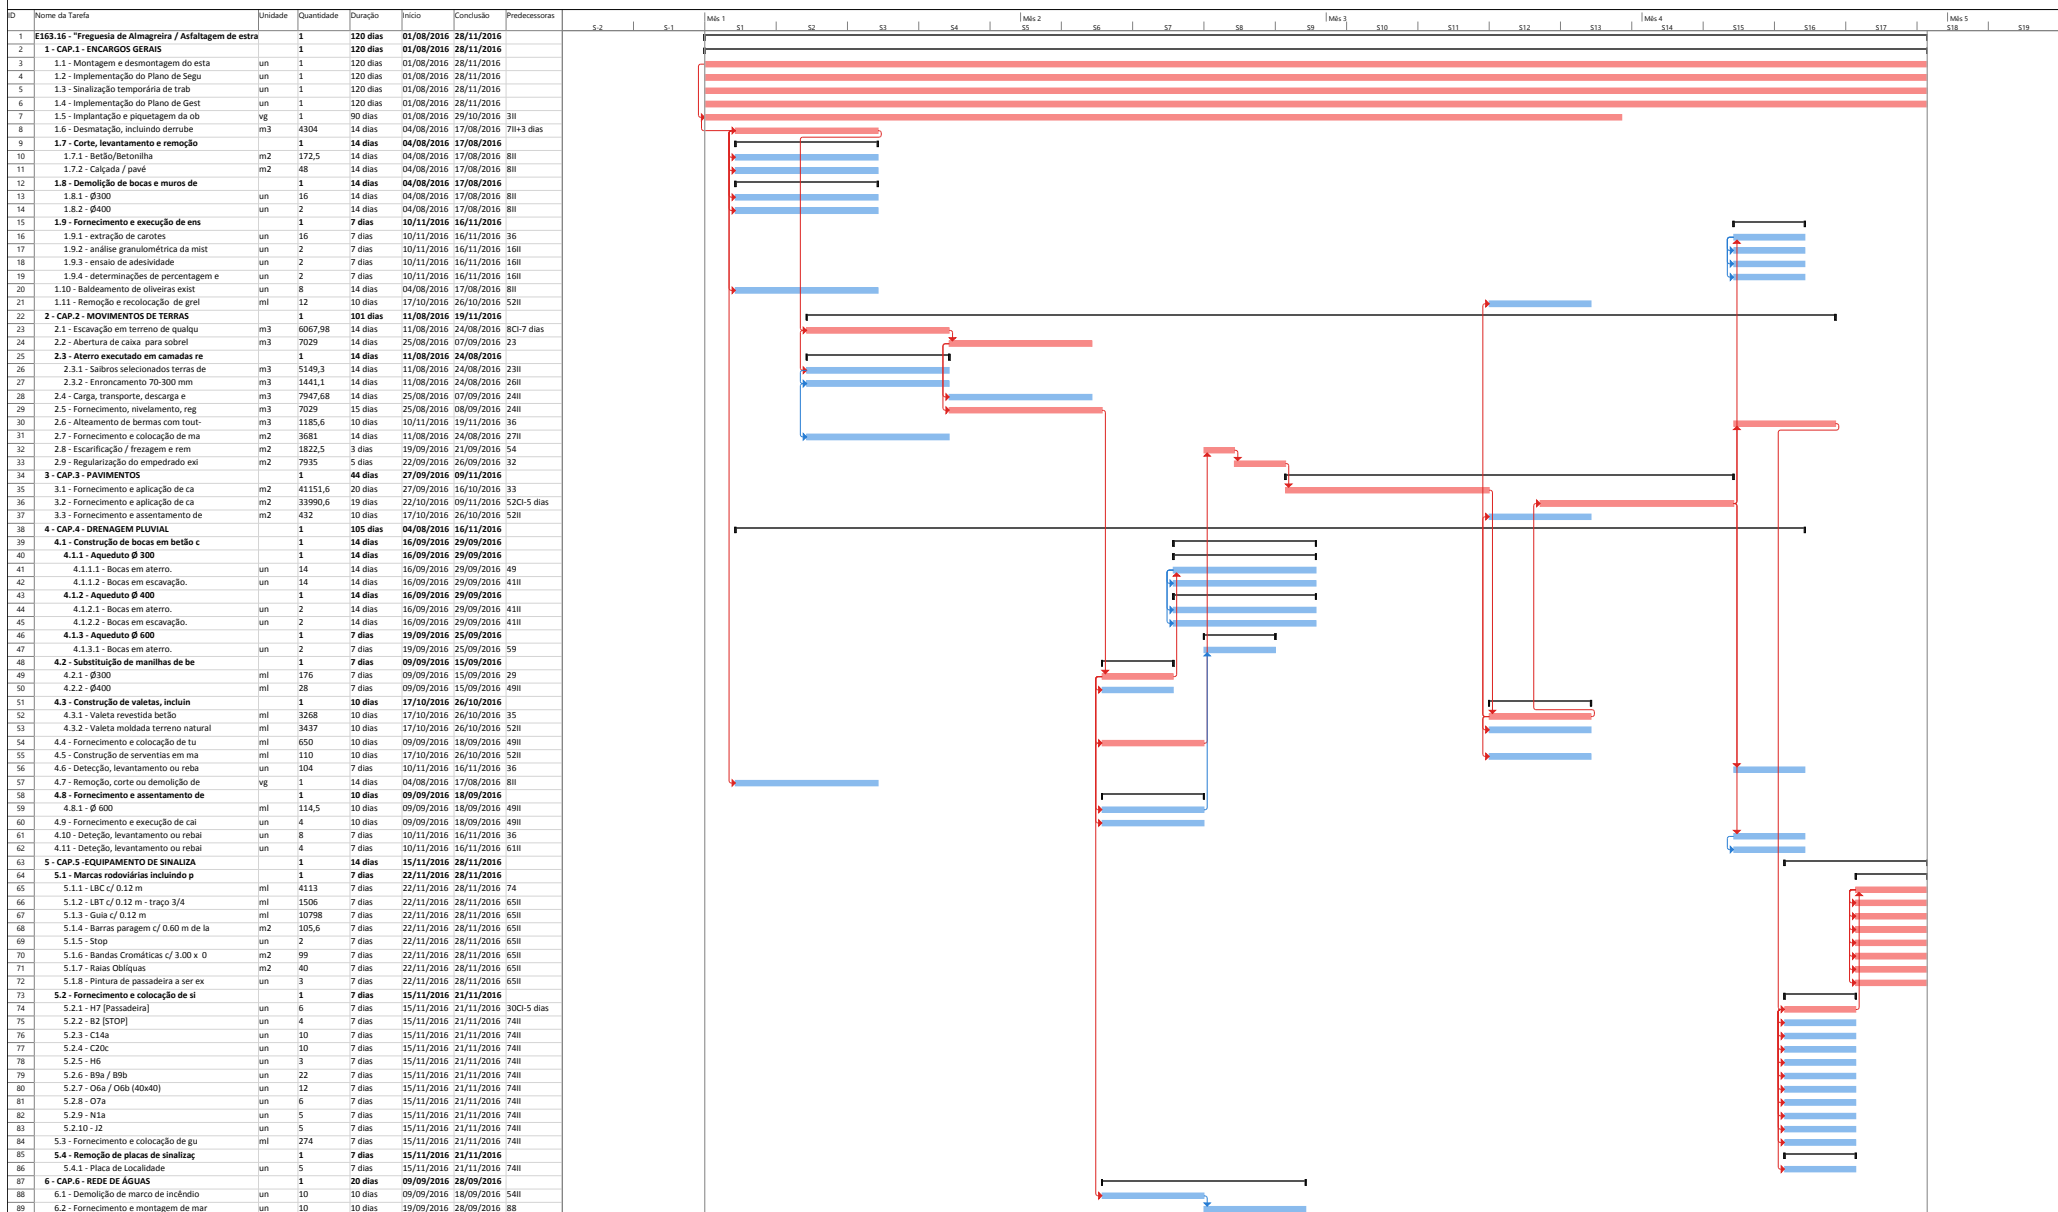 ID Nome da Tarefa Unidade Quantidade Duração Início Conclusão Predecessoras
Mês 1 Mês 2 Mês 3 Mês 4 Mês 5
S-2 S-1 S1 S2 S3 S4 S5 S6 S7 S8 S9 S10 S11 S12 S13 S14 S15 S16 S17 S18 S19
1 E163.16 - "Freguesia de Almagreira / Asfaltagem de estra 1 120 dias 01/08/2016 28/11/2016
2 1 - CAP.1 - ENCARGOS GERAIS 1 120 dias 01/08/2016 28/11/2016
3 1.1 - Montagem e desmontagem do esta un 1 120 dias 01/08/2016 28/11/2016
4 1.2 - Implementação do Plano de Segu un 1 120 dias 01/08/2016 28/11/2016
5 1.3 - Sinalização temporária de trab un 1 120 dias 01/08/2016 28/11/2016
6 1.4 - Implementação do Plano de Gest un 1 120 dias 01/08/2016 28/11/2016
7 1.5 - Implantação e piquetagem da ob vg 1 90 dias 01/08/2016 29/10/2016 3II
8 1.6 - Desmatação, incluindo derrube m3 4304 14 dias 04/08/2016 17/08/2016 7II+3 dias
9 1.7 - Corte, levantamento e remoção 1 14 dias 04/08/2016 17/08/2016
10 1.7.1 - Betão/Betonilha m2 172,5 14 dias 04/08/2016 17/08/2016 8II
11 1.7.2 - Calçada / pavé m2 48 14 dias 04/08/2016 17/08/2016 8II
12 1.8 - Demolição de bocas e muros de 1 14 dias 04/08/2016 17/08/2016
13 1.8.1 - Ø300 un 16 14 dias 04/08/2016 17/08/2016 8II
14 1.8.2 - Ø400 un 2 14 dias 04/08/2016 17/08/2016 8II
15 1.9 - Fornecimento e execução de ens 1 7 dias 10/11/2016 16/11/2016
16 1.9.1 - extração de carotes un 16 7 dias 10/11/2016 16/11/2016 36
17 1.9.2 - análise granulométrica da mist un 2 7 dias 10/11/2016 16/11/2016 16II
18 1.9.3 - ensaio de adesividade un 2 7 dias 10/11/2016 16/11/2016 16II
19 1.9.4 - determinações de percentagem e un 2 7 dias 10/11/2016 16/11/2016 16II
20 1.10 - Baldeamento de oliveiras exist un 8 14 dias 04/08/2016 17/08/2016 8II
21 1.11 - Remoção e recolocação de grel ml 12 10 dias 17/10/2016 26/10/2016 52II
22 2 - CAP.2 - MOVIMENTOS DE TERRAS 1 101 dias 11/08/2016 19/11/2016
23 2.1 - Escavação em terreno de qualqu m3 6067,98 14 dias 11/08/2016 24/08/2016 8CI-7 dias
24 2.2 - Abertura de caixa para sobrel m3 7029 14 dias 25/08/2016 07/09/2016 23
25 2.3 - Aterro executado em camadas re 1 14 dias 11/08/2016 24/08/2016
26 2.3.1 - Saibros selecionados terras de m3 5149,3 14 dias 11/08/2016 24/08/2016 23II
27 2.3.2 - Enroncamento 70-300 mm m3 1441,1 14 dias 11/08/2016 24/08/2016 26II
28 2.4 - Carga, transporte, descarga e m3 7947,68 14 dias 25/08/2016 07/09/2016 24II
29 2.5 - Fornecimento, nivelamento, reg m3 7029 15 dias 25/08/2016 08/09/2016 24II
30 2.6 - Alteamento de bermas com tout- m3 1185,6 10 dias 10/11/2016 19/11/2016 36
31 2.7 - Fornecimento e colocação de ma m2 3681 14 dias 11/08/2016 24/08/2016 27II
32 2.8 - Escarificação / frezagem e rem m2 1822,5 3 dias 19/09/2016 21/09/2016 54
33 2.9 - Regularização do empedrado exi m2 7935 5 dias 22/09/2016 26/09/2016 32
34 3 - CAP.3 - PAVIMENTOS 1 44 dias 27/09/2016 09/11/2016
35 3.1 - Fornecimento e aplicação de ca m2 41151,6 20 dias 27/09/2016 16/10/2016 33
36 3.2 - Fornecimento e aplicação de ca m2 33990,6 19 dias 22/10/2016 09/11/2016 52CI-5 dias
37 3.3 - Fornecimento e assentamento de m2 432 10 dias 17/10/2016 26/10/2016 52II
38 4 - CAP.4 - DRENAGEM PLUVIAL 1 105 dias 04/08/2016 16/11/2016
39 4.1 - Construção de bocas em betão c 1 14 dias 16/09/2016 29/09/2016
40 4.1.1 - Aqueduto Ø 300 1 14 dias 16/09/2016 29/09/2016
41 4.1.1.1 - Bocas em aterro. un 14 14 dias 16/09/2016 29/09/2016 49
42 4.1.1.2 - Bocas em escavação. un 14 14 dias 16/09/2016 29/09/2016 41II
43 4.1.2 - Aqueduto Ø 400 1 14 dias 16/09/2016 29/09/2016
44 4.1.2.1 - Bocas em aterro. un 2 14 dias 16/09/2016 29/09/2016 41II
45 4.1.2.2 - Bocas em escavação. un 2 14 dias 16/09/2016 29/09/2016 41II
46 4.1.3 - Aqueduto Ø 600 1 7 dias 19/09/2016 25/09/2016
47 4.1.3.1 - Bocas em aterro. un 2 7 dias 19/09/2016 25/09/2016 59
48 4.2 - Substituição de manilhas de be 1 7 dias 09/09/2016 15/09/2016
49 4.2.1 - Ø300 ml 176 7 dias 09/09/2016 15/09/2016 29
50 4.2.2 - Ø400 ml 28 7 dias 09/09/2016 15/09/2016 49II
51 4.3 - Construção de valetas, incluin 1 10 dias 17/10/2016 26/10/2016
52 4.3.1 - Valeta revestida betão ml 3268 10 dias 17/10/2016 26/10/2016 35
53 4.3.2 - Valeta moldada terreno natural ml 3437 10 dias 17/10/2016 26/10/2016 52II
54 4.4 - Fornecimento e colocação de tu ml 650 10 dias 09/09/2016 18/09/2016 49II
55 4.5 - Construção de serventias em ma ml 110 10 dias 17/10/2016 26/10/2016 52II
56 4.6 - Detecção, levantamento ou reba un 104 7 dias 10/11/2016 16/11/2016 36
57 4.7 - Remoção, corte ou demolição de vg 1 14 dias 04/08/2016 17/08/2016 8II
58 4.8 - Fornecimento e assentamento de 1 10 dias 09/09/2016 18/09/2016
59 4.8.1 - Ø 600 ml 114,5 10 dias 09/09/2016 18/09/2016 49II
60 4.9 - Fornecimento e execução de cai un 4 10 dias 09/09/2016 18/09/2016 49II
61 4.10 - Deteção, levantamento ou rebai un 8 7 dias 10/11/2016 16/11/2016 36
62 4.11 - Deteção, levantamento ou rebai un 4 7 dias 10/11/2016 16/11/2016 61II
63 5 - CAP.5 -EQUIPAMENTO DE SINALIZA 1 14 dias 15/11/2016 28/11/2016
64 5.1 - Marcas rodoviárias incluindo p 1 7 dias 22/11/2016 28/11/2016
65 5.1.1 - LBC c/ 0.12 m ml 4113 7 dias 22/11/2016 28/11/2016 74
66 5.1.2 - LBT c/ 0.12 m - traço 3/4 ml 1506 7 dias 22/11/2016 28/11/2016 65II
67 5.1.3 - Guia c/ 0.12 m ml 10798 7 dias 22/11/2016 28/11/2016 65II
68 5.1.4 - Barras paragem c/ 0.60 m de la m2 105,6 7 dias 22/11/2016 28/11/2016 65II
69 5.1.5 - Stop un 2 7 dias 22/11/2016 28/11/2016 65II
70 5.1.6 - Bandas Cromáticas c/ 3.00 x 0 m2 99 7 dias 22/11/2016 28/11/2016 65II
71 5.1.7 - Raias Oblíquas m2 40 7 dias 22/11/2016 28/11/2016 65II
72 5.1.8 - Pintura de passadeira a ser ex un 3 7 dias 22/11/2016 28/11/2016 65II
73 5.2 - Fornecimento e colocação de si 1 7 dias 15/11/2016 21/11/2016
74 5.2.1 - H7 [Passadeira] un 6 7 dias 15/11/2016 21/11/2016 30CI-5 dias
75 5.2.2 - B2 [STOP] un 4 7 dias 15/11/2016 21/11/2016 74II
76 5.2.3 - C14a un 10 7 dias 15/11/2016 21/11/2016 74II
77 5.2.4 - C20c un 10 7 dias 15/11/2016 21/11/2016 74II
78 5.2.5 - H6 un 3 7 dias 15/11/2016 21/11/2016 74II
79 5.2.6 - B9a / B9b un 22 7 dias 15/11/2016 21/11/2016 74II
80 5.2.7 - O6a / O6b (40x40) un 12 7 dias 15/11/2016 21/11/2016 74II
81 5.2.8 - O7a un 6 7 dias 15/11/2016 21/11/2016 74II
82 5.2.9 - N1a un 5 7 dias 15/11/2016 21/11/2016 74II
83 5.2.10 - J2 un 5 7 dias 15/11/2016 21/11/2016 74II
84 5.3 - Fornecimento e colocação de gu ml 274 7 dias 15/11/2016 21/11/2016 74II
85 5.4 - Remoção de placas de sinalizaç 1 7 dias 15/11/2016 21/11/2016
86 5.4.1 - Placa de Localidade un 5 7 dias 15/11/2016 21/11/2016 74II
87 6 - CAP.6 - REDE DE ÁGUAS 1 20 dias 09/09/2016 28/09/2016
88 6.1 - Demolição de marco de incêndio un 10 10 dias 09/09/2016 18/09/2016 54II
89 6.2 - Fornecimento e montagem de mar un 10 10 dias 19/09/2016 28/09/2016 88